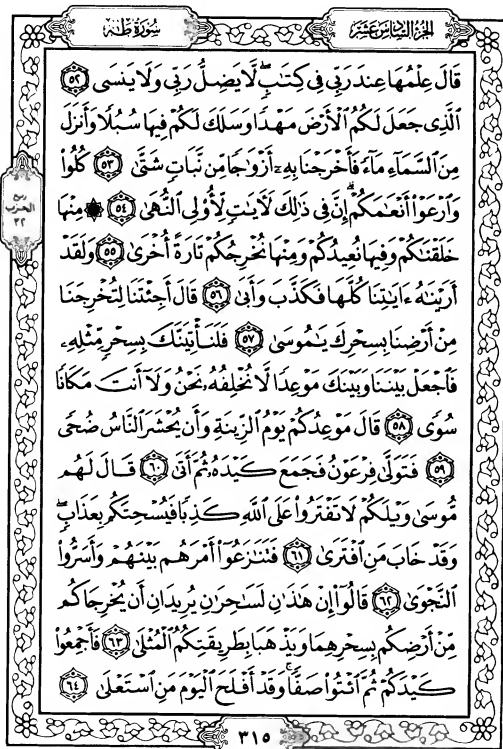 الجزء السادس عشر
سورة طه
قَالَ عِلْمُهَا عِندَ رَبِّي فِي كِتَٰبٍۖ لَّا يَضِلُّ رَبِّي وَلَا يَنسَى ٥٢
ٱلَّذِي جَعَلَ لَكُمُ ٱلْأَرْضَ مَهْدًا وَسَلَكَ لَكُمْ فِيهَا سُبُلًا وَأَنزَلَ
مِنَ ٱلسَّمَآءِ مَآءً فَأَخْرَجْنَا بِهِۦٓ أَزْوَٰجًا مِّن نَّبَاتٍ شَتَّىٰ ٥٣ كُلُوا۟
وَٱرْعَوْا۟ أَنْعَٰمَكُمْۗ إِنَّ فِي ذَٰلِكَ لَأٓيَٰتٍ لِّأُو۟لِي ٱلنُّهَىٰ ٥٤ ۞ مِنْهَا
خَلَقْنَٰكُمْ وَفِيهَا نُعِيدُكُمْ وَمِنْهَا نُخْرِجُكُمْ تَارَةً أُخْرَىٰ ٥٥ وَلَقَدْ
أَرَيْنَٰهُ ءَايَٰتِنَا كُلَّهَا فَكَذَّبَ وَأَبَىٰ ٥٦ قَالَ أَجِئْتَنَا لِتُخْرِجَنَا
مِنْ أَرْضِنَا بِسِحْرِكَ يَٰمُوسَىٰ ٥٧ فَلَنَأْتِيَنَّكَ بِسِحْرٍ مِّثْلِهِۦ
فَٱجْعَلْ بَيْنَنَا وَبَيْنَكَ مَوْعِدًا لَّا نُخْلِفُهُۥ نَحْنُ وَلَآ أَنتَ مَكَانًا
سُوًى ٥٨ قَالَ مَوْعِدُكُمْ يَوْمُ ٱلزِّينَةِ وَأَن يُحْشَرَ ٱلنَّاسُ ضُحًى
٥٩ فَتَوَلَّىٰ فِرْعَوْنُ فَجَمَعَ كَيْدَهُۥ ثُمَّ أَتَىٰ ٦٠ قَالَ لَهُم
مُّوسَىٰ وَيْلَكُمْ لَا تَفْتَرُوا۟ عَلَى ٱللَّهِ كَذِبًا فَيُسْحِتَكُم بِعَذَابٍۖ
وَقَدْ خَابَ مَنِ ٱفْتَرَىٰ ٦١ فَتَنَٰزَعُوٓا۟ أَمْرَهُم بَيْنَهُمْ وَأَسَرُّوا۟
ٱلنَّجْوَىٰ ٦٢ قَالُوٓا۟ إِنْ هَٰذَٰنِ لَسَٰحِرَٰنِ يُرِيدَانِ أَن يُخْرِجَاكُم
مِّنْ أَرْضِكُم بِسِحْرِهِمَا وَيَذْهَبَا بِطَرِيقَتِكُمُ ٱلْمُثْلَىٰ ٦٣ فَأَجْمِعُوا۟
كَيْدَكُمْ ثُمَّ ٱئْتُوا۟ صَفًّاۚ وَقَدْ أَفْلَحَ ٱلْيَوْمَ مَنِ ٱسْتَعْلَىٰ ٦٤
ربع
الحزب
٣٢
٣١٥